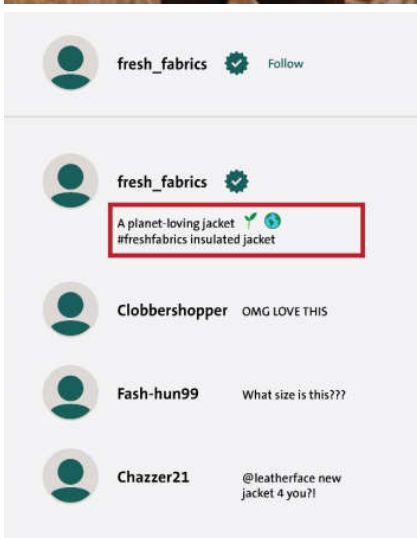 fresh_fabrics Follow
fresh_fabrics
A planet-loving jacket 🌱 🌎
#freshfabrics insulated jacket
Clobbershopper OMG LOVE THIS
Fash-hun99 What size is this???
Chazzer21 @leatherface new
jacket 4 you?!